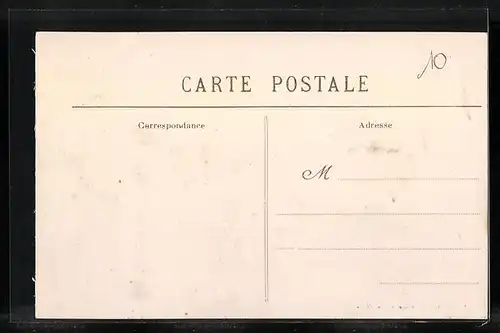 10
CARTE POSTALE
Correspondance
Adresse
M